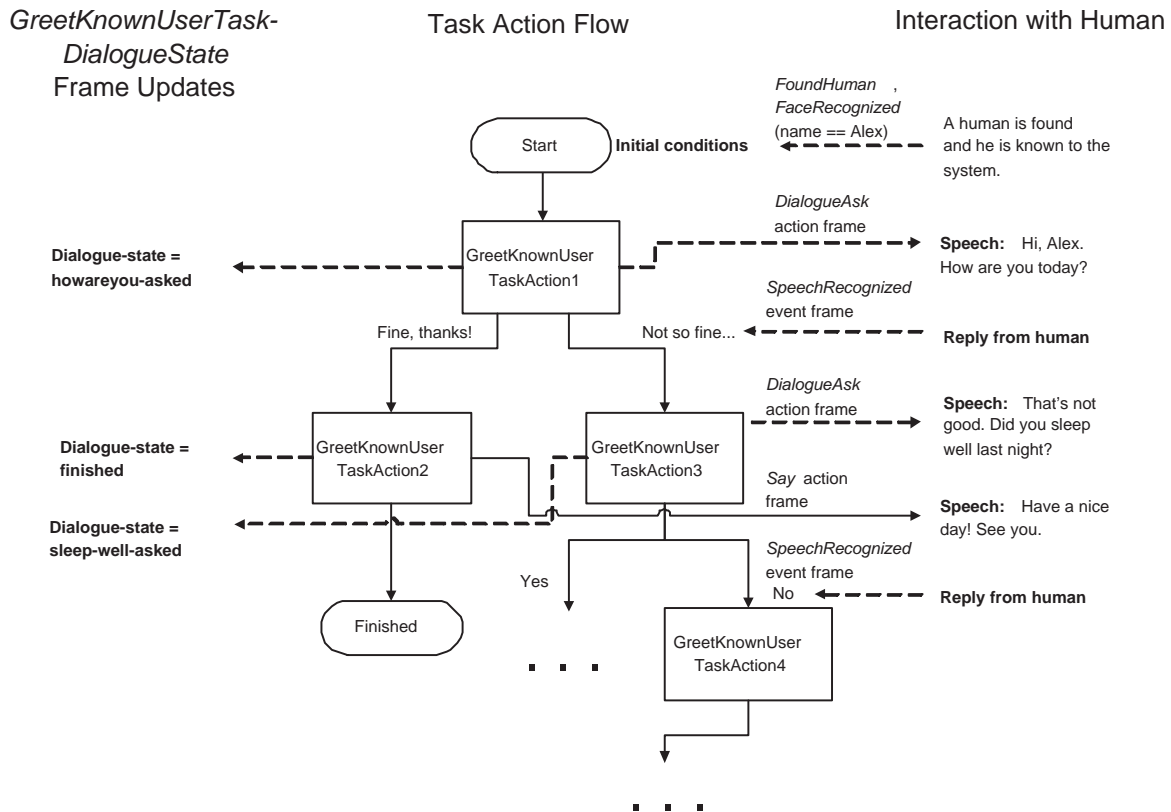 GreetKnownUserTask-
DialogueState
Frame Updates
Task Action Flow
Interaction with Human
FoundHuman ,
FaceRecognized
(name == Alex)
Start
Initial conditions
A human is found
and he is known to the
system.
DialogueAsk
action frame
Dialogue-state =
howareyou-asked
GreetKnownUser
TaskAction1
Speech: Hi, Alex.
How are you today?
SpeechRecognized
event frame
Fine, thanks!
Not so fine...
Reply from human
DialogueAsk
action frame
Speech: That's not
good. Did you sleep
well last night?
Dialogue-state =
finished
GreetKnownUser
TaskAction2
GreetKnownUser
TaskAction3
Say action
frame
Speech: Have a nice
day! See you.
Dialogue-state =
sleep-well-asked
SpeechRecognized
event frame
Yes
No
Reply from human
Finished
GreetKnownUser
TaskAction4
. . .
. . .